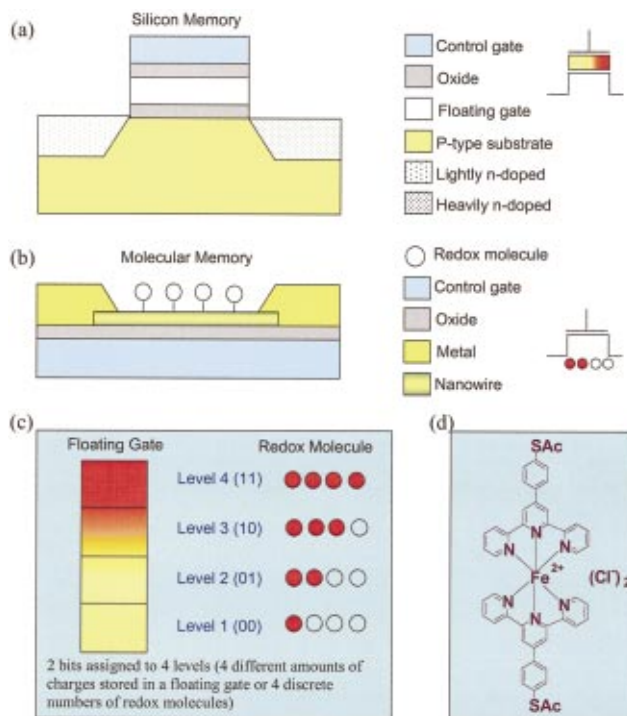 (a)
Silicon Memory
Control gate
Oxide
Floating gate
P-type substrate
Lightly n-doped
Heavily n-doped
(b)
Molecular Memory
Redox molecule
Control gate
Oxide
Metal
Nanowire
(c)
Floating Gate
Redox Molecule
Level 4 (11)
Level 3 (10)
Level 2 (01)
Level 1 (00)
2 bits assigned to 4 levels (4 different amounts of
charges stored in a floating gate or 4 discrete
numbers of redox molecules)
(d)
SAc
N
N
N
Fe2+
(Cl-)2
N
N
N
SAc